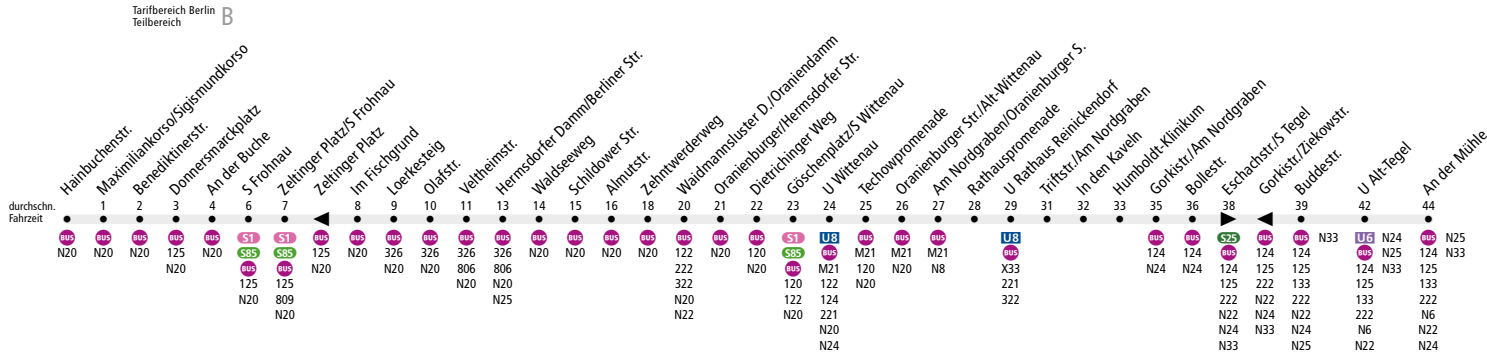 Tarifbereich Berlin
Teilbereich B
Hainbuchenstr.
Maximiliankorso/Sigismundkorso
Benediktinerstr.
Donnersmarckplatz
An der Buche
S Frohnau
Zeltinger Platz/S Frohnau
Zeltinger Platz
Im Fischgrund
Loerkesteig
Olafstr.
Veltheimstr.
Hermsdorfer Damm/Berliner Str.
Waldseeweg
Schildower Str.
Almutstr.
Zehntwerderweg
Waidmannsluster D./Oraniendamm
Oranienburger/Hermsdorfer Str.
Dietrichinger Weg
Göschenplatz/S Wittenau
U Wittenau
Techowpromenade
Oranienburger Str./Alt-Wittenau
Am Nordgraben/Oranienburger S.
Rathauspromenade
U Rathaus Reinickendorf
Triftstr./Am Nordgraben
In den Kaveln
Humboldt-Klinikum
Gorkistr./Am Nordgraben
Bollestr.
Eschachstr./S Tegel
Gorkistr./Ziekowstr.
Buddestr.
U Alt-Tegel
An der Mühle
durchschn. 1 2 3 4 6 7 8 9 10 11 13 14 15 16 18 20 21 22 23 24 25 26 27 28 29 31 32 33 35 36 38 39 42 44
Fahrzeit
BUS BUS BUS BUS BUS S1 S1 BUS BUS BUS BUS BUS BUS BUS BUS BUS BUS BUS BUS BUS S1 U8 BUS BUS BUS U8 BUS BUS S25 BUS BUS N33 U6 N24 BUS N25
N20 N20 N20 125 N20 S85 S85 125 N20 326 326 326 326 N20 N20 N20 N20 122 N20 120 S85 BUS M21 M21 M21 BUS 124 124 BUS 124 124 BUS N25 124 N33
N20 BUS BUS N20 N20 N20 806 806 222 N20 BUS M21 120 N20 N8 X33 N24 N24 124 125 125 124 N33 125
125 125 N20 N20 322 120 122 N20 221 125 222 133 125 133
N20 809 N25 N20 122 124 322 222 N22 222 133 222
N20 N22 N20 221 N22 N24 N22 222 N6
N20 N24 N33 N24 N6 N22
N24 N33 N25 N22 N24